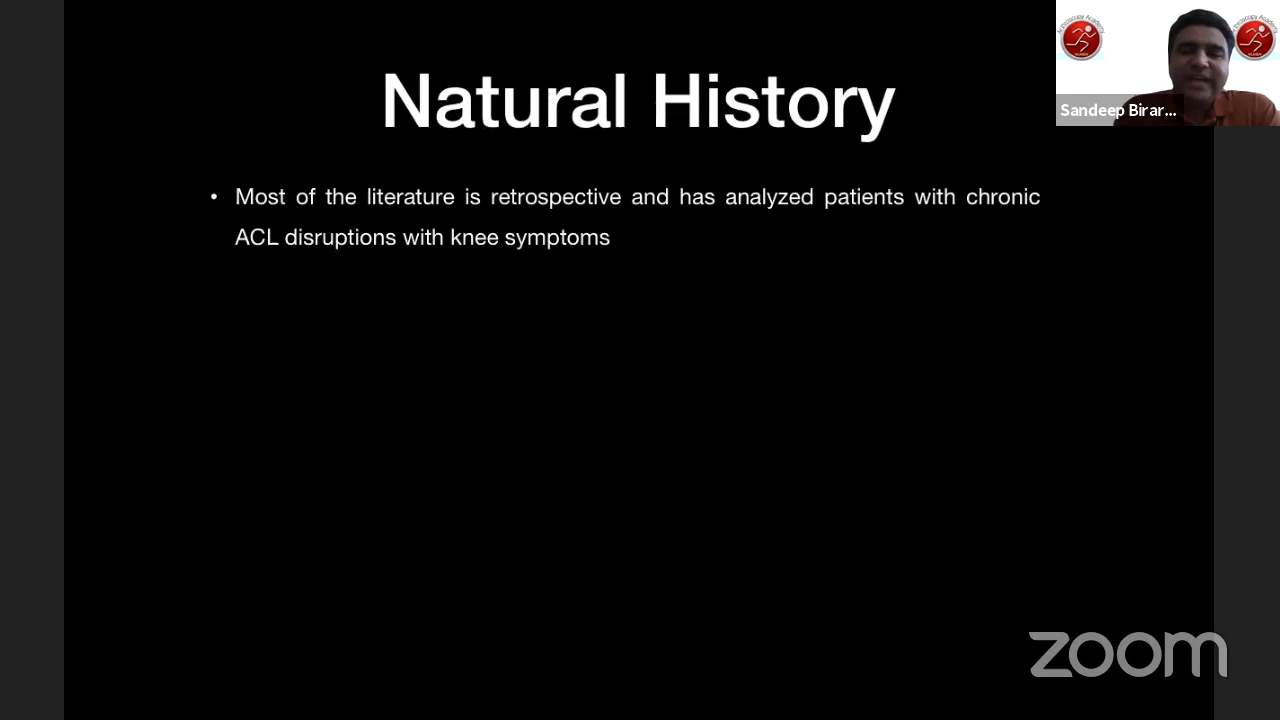 Natural History
• Most of the literature is retrospective and has analyzed patients with chronic
ACL disruptions with knee symptoms
Sandeep Birar...
zoom